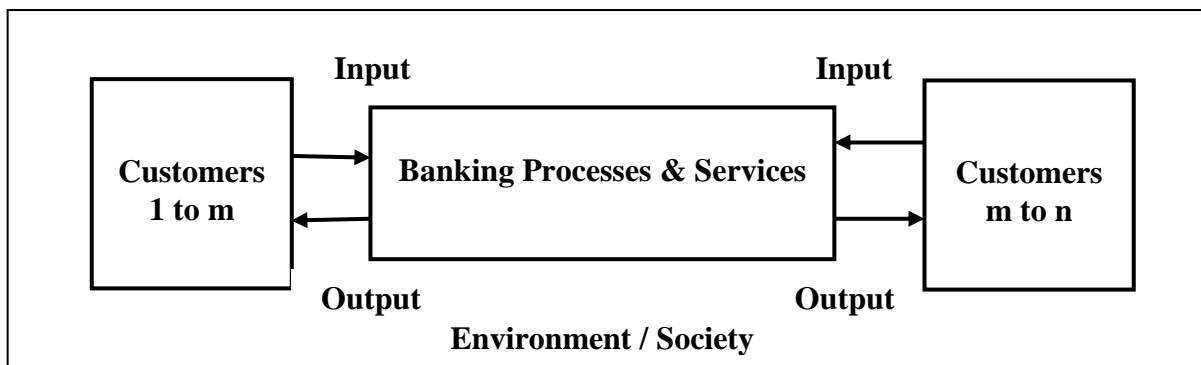 Input
Input
Customers
1 to m
Banking Processes & Services
Customers
m to n
Output
Output
Environment / Society